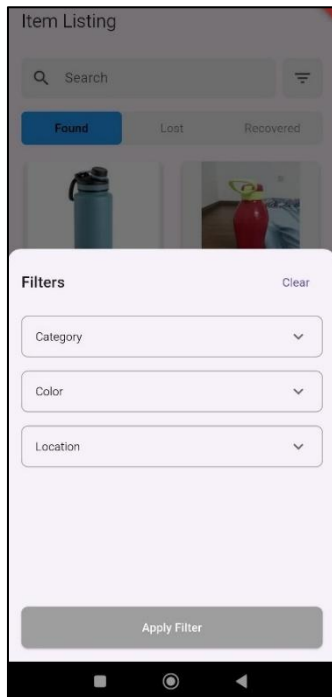 Item Listing
Search
Found Lost Recovered
Filters Clear
Category
Color
Location
Apply Filter